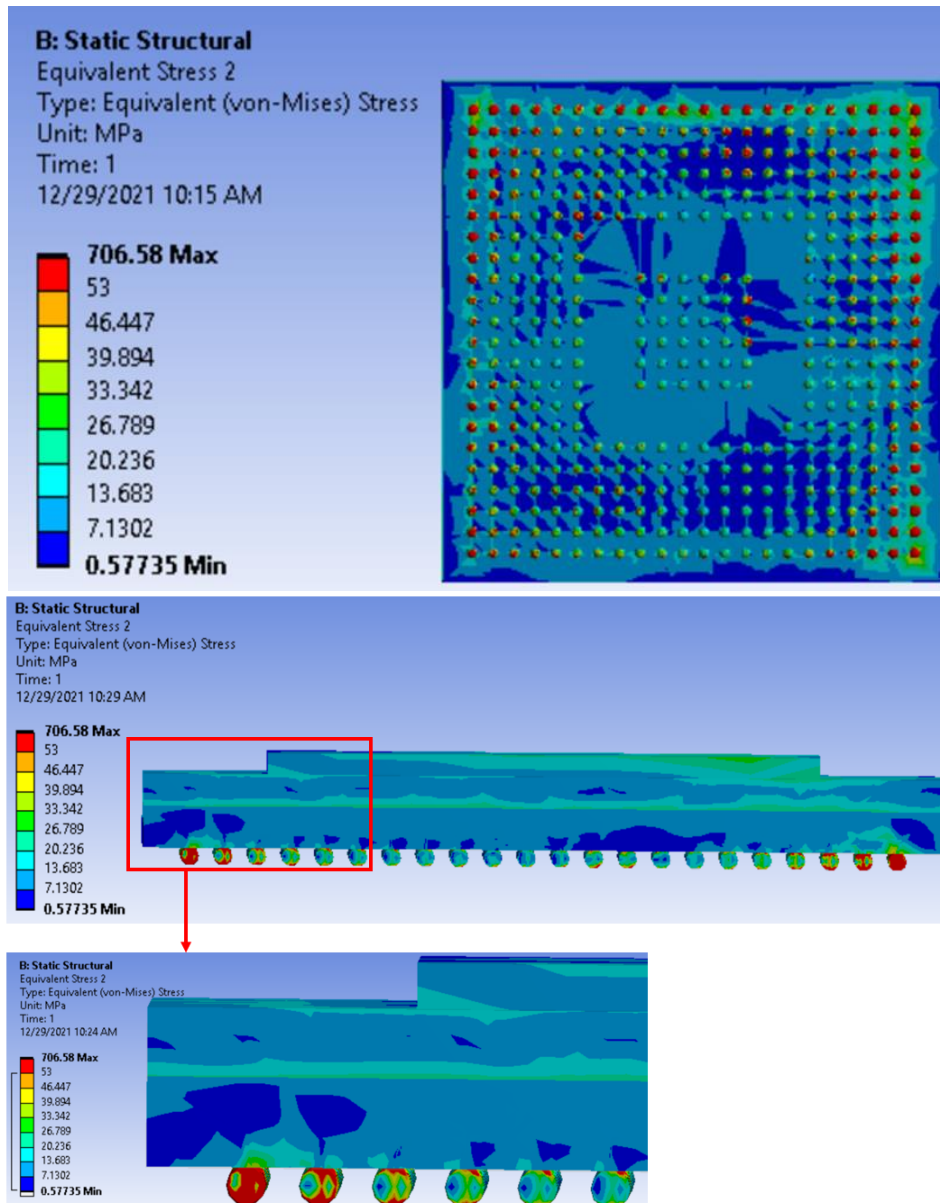 B: Static Structural
Equivalent Stress 2
Type: Equivalent (von-Mises) Stress
Unit: MPa
Time: 1
12/29/2021 10:15 AM
706.58 Max
53
46.447
39.894
33.342
26.789
20.236
13.683
7.1302
0.57735 Min
B: Static Structural
Equivalent Stress 2
Type: Equivalent (von-Mises) Stress
Unit: MPa
Time: 1
12/29/2021 10:29 AM
706.58 Max
53
46.447
39.894
33.342
26.789
20.236
13.683
7.1302
0.57735 Min
B: Static Structural
Equivalent Stress 2
Type: Equivalent (von-Mises) Stress
Unit: MPa
Time: 1
12/29/2021 10:24 AM
706.58 Max
53
46.447
39.894
33.342
26.789
20.236
13.683
7.1302
0.57735 Min